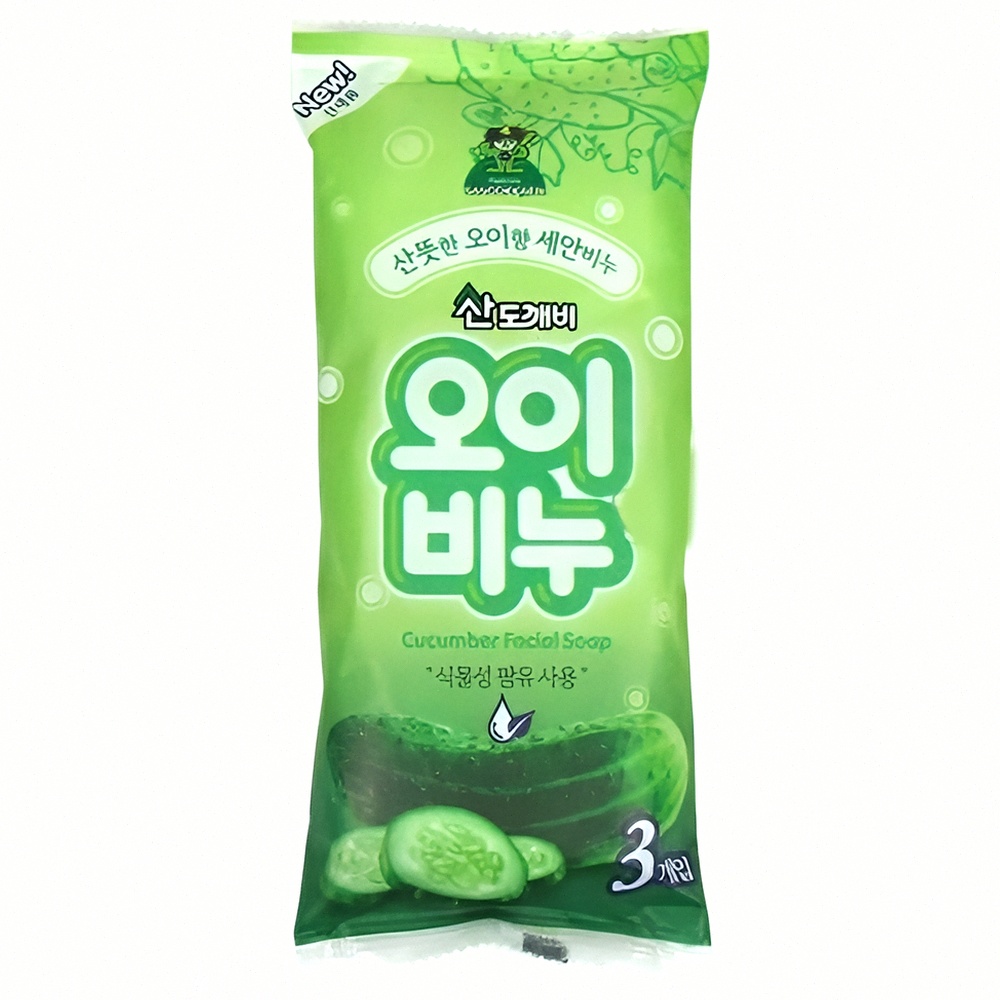 New!
산뜻한 오이향 세안비누
산도깨비
오이
비누
Cucumber Facial Soap
"식물성 팜유 사용"
3개입